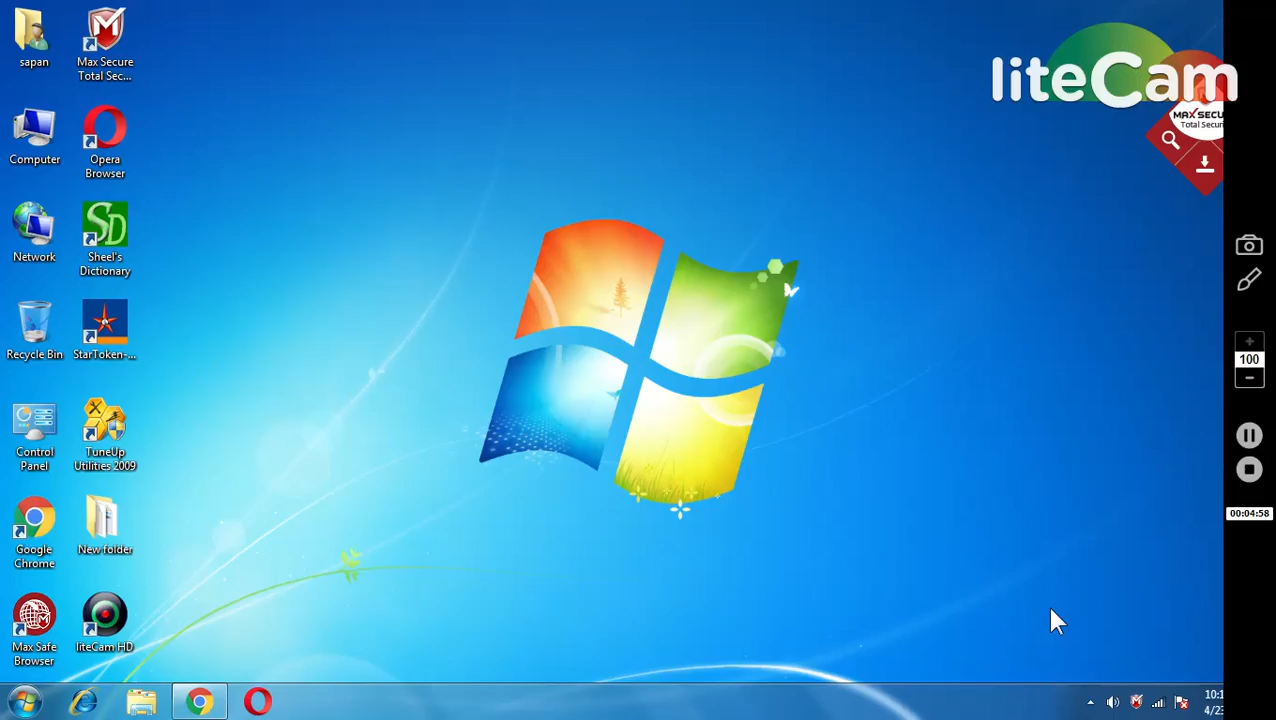 sapan
Max Secure
Total Sec...
Computer
Opera
Browser
Network
Sheel's
Dictionary
Recycle Bin
StarToken-...
Control
Panel
TuneUp
Utilities 2009
Google
Chrome
New folder
Max Safe
Browser
liteCam HD
liteCam
MAX SECU
Total Secur
100
00:04:58
10:1
4/23